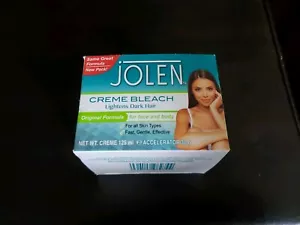 Same Great
Formula
New Pack!
JOLEN
CREME BLEACH
Lightens Dark Hair
Original Formula for face and body
For all Skin Types
Fast, Gentle, Effective
NET WT. CREME 125 ml ACCELERATOR